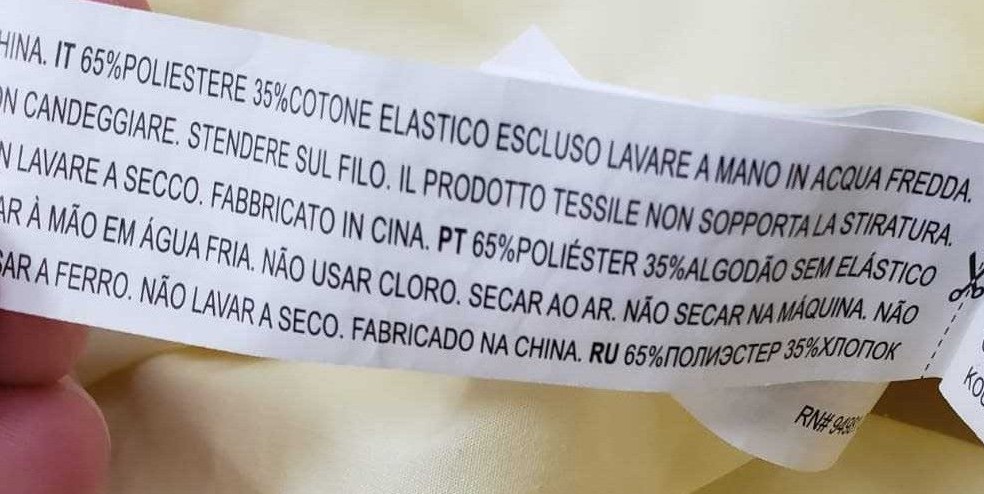 HINA. IT 65%POLIESTERE 35%COTONE ELASTICO ESCLUSO LAVARE A MANO IN ACQUA FREDDA.
ON CANDEGGIARE. STENDERE SUL FILO. IL PRODOTTO TESSILE NON SOPPORTA LA STIRATURA.
N LAVARE A SECCO. FABBRICATO IN CINA. PT 65%POLIÉSTER 35%ALGODÃO SEM ELÁSTICO
AR À MÃO EM ÁGUA FRIA. NÃO USAR CLORO. SECAR AO AR. NÃO SECAR NA MÁQUINA. NÃO
SAR A FERRO. NÃO LAVAR A SECO. FABRICADO NA CHINA. RU 65%ПОЛИЭСТЕР 35%ХЛОПОК
RN#